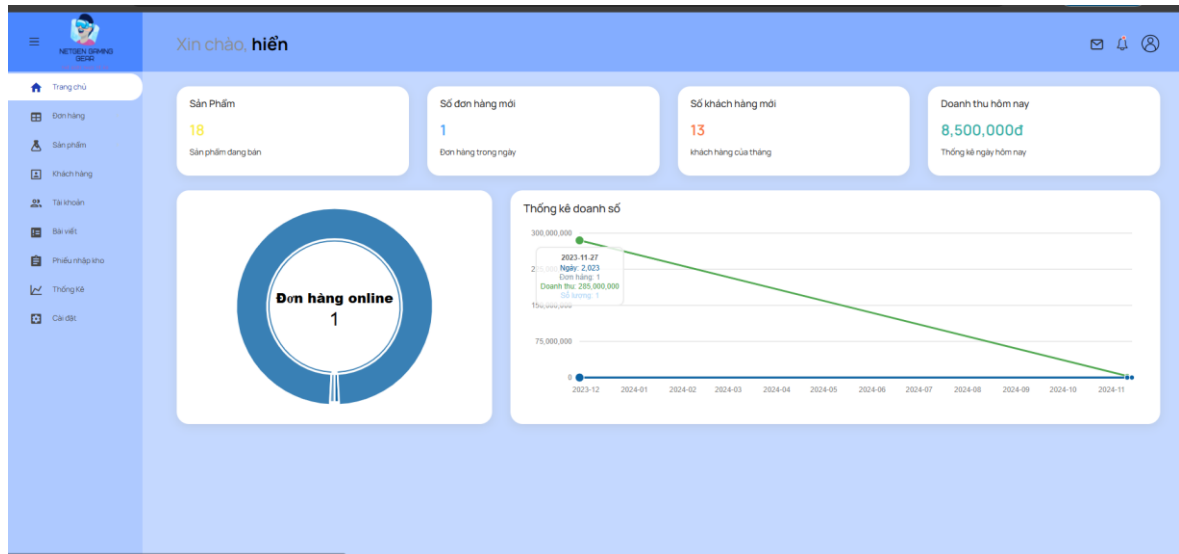 NETGEN GAMING
GEAR
Xin chào, hiển
Trang chủ
Đơn hàng
Sản phẩm
Khách hàng
Tài khoản
Bài viết
Phiếu nhập kho
Thống Kê
Cài đặt
Sản Phẩm
18
Sản phẩm đang bán
Số đơn hàng mới
1
Đơn hàng trong ngày
Số khách hàng mới
13
khách hàng của tháng
Doanh thu hôm nay
8,500,000đ
Thống kê ngày hôm nay
Đơn hàng online
1
Thống kê doanh số
300,000,000
2023-11-27
Ngày: 2,023
Đơn hàng: 1
Doanh thu: 285,000,000
Số lượng: 1
150,000,000
75,000,000
0
2023-12 2024-01 2024-02 2024-03 2024-04 2024-05 2024-06 2024-07 2024-08 2024-09 2024-10 2024-11